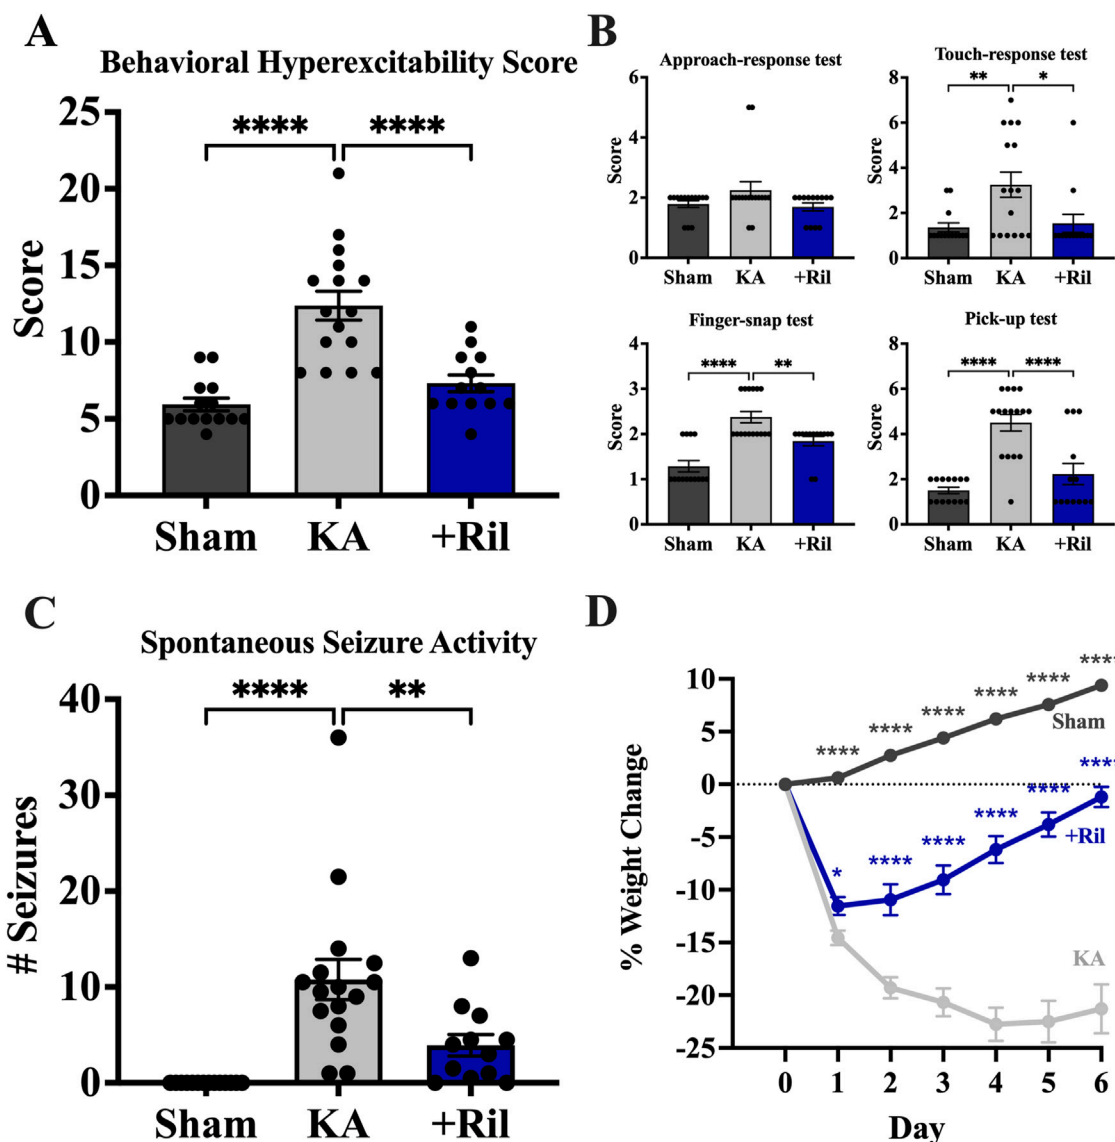 A
Behavioral Hyperexcitability Score
25
20
15
10
5
0
Score
**** ****
Sham KA +Ril
B
Approach-response test
6
4
2
0
Score
Sham KA +Ril
Touch-response test
8
6
4
2
0
Score
** *
Sham KA +Ril
Finger-snap test
4
3
2
1
0
Score
**** **
Sham KA +Ril
Pick-up test
8
6
4
2
0
Score
**** ****
Sham KA +Ril
C
Spontaneous Seizure Activity
40
30
20
10
0
# Seizures
**** **
Sham KA +Ril
D
10
5
0
-5
-10
-15
-20
-25
% Weight Change
**** **** **** **** **** ****
Sham
* **** **** **** **** ****
+Ril
KA
0 1 2 3 4 5 6
Day